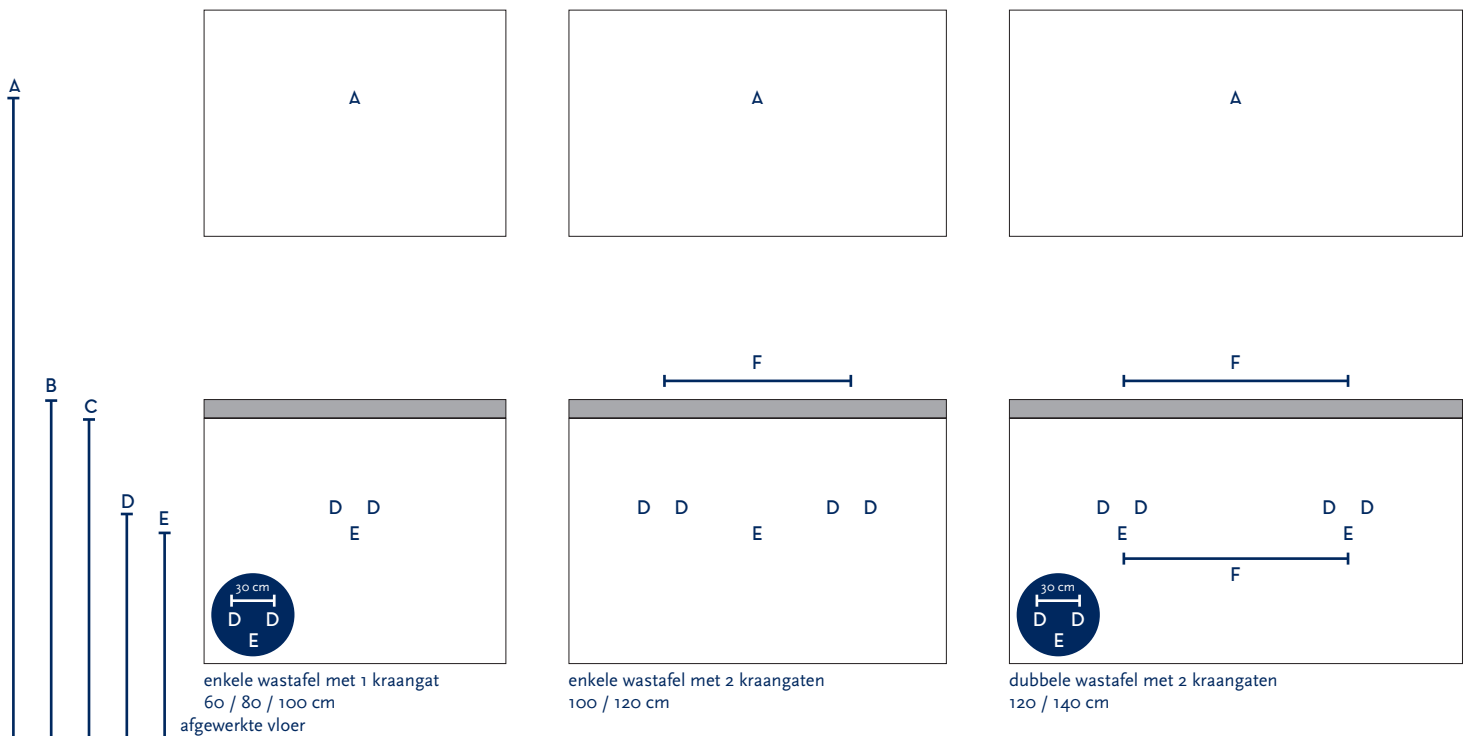 A
A
A
A
B
C
D
E
F
F
D D
E
D D D D
E
D D D D
E E
F
30 cm
D D
E
30 cm
D D
E
enkele wastafel met 1 kraangat
60 / 80 / 100 cm
enkele wastafel met 2 kraangaten
100 / 120 cm
dubbele wastafel met 2 kraangaten
120 / 140 cm
afgewerkte vloer